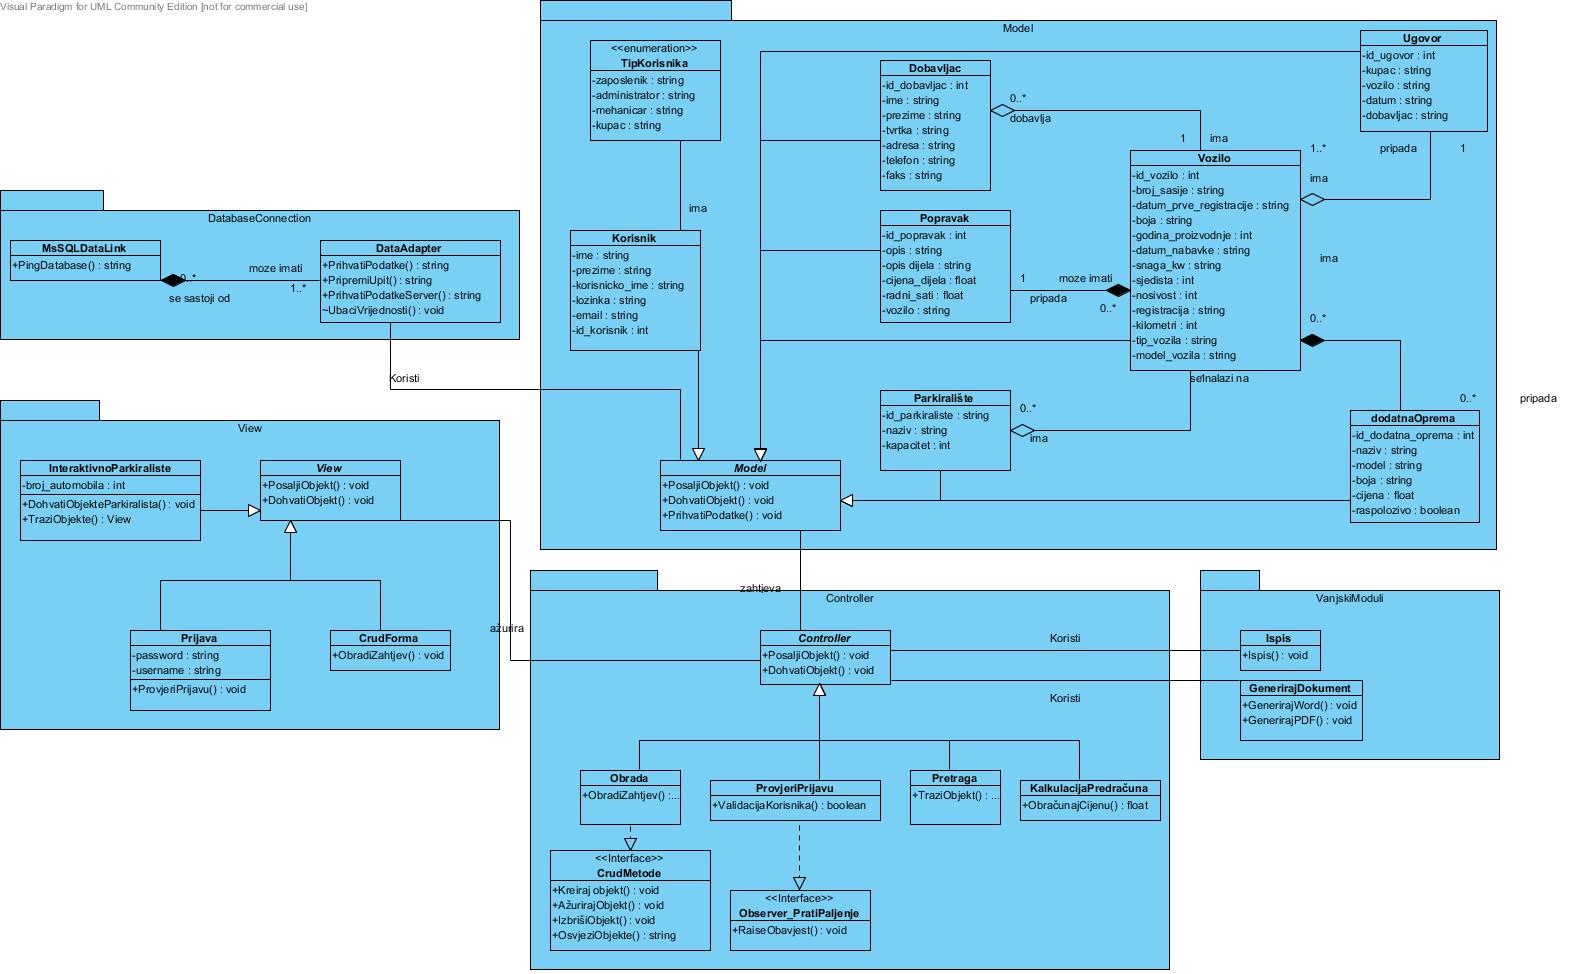 Visual Paradigm for UML Community Edition [not for commercial use]
Model
<<enumeration>>
TipKorisnika
-zaposlenik : string
-administrator : string
-mehanicar : string
-kupac : string
ima
Korisnik
-ime : string
-prezime : string
-korisnicko_ime : string
-lozinka : string
-email : string
-id_korisnik : int
Dobavljac
-id_dobavljac : int
-ime : string
-prezime : string
-tvrtka : string
-adresa : string
-telefon : string
-faks : string
0..*
dobavlja
1
ima
Ugovor
-id_ugovor : int
-kupac : string
-vozilo : string
-datum : string
-dobavljac : string
1..*
pripada
1
ima
Vozilo
-id_vozilo : int
-broj_sasije : string
-datum_prve_registracije : string
-boja : string
-godina_proizvodnje : int
-datum_nabavke : string
-snaga_kw : string
-sjedista : int
-nosivost : int
-registracija : string
-kilometri : int
-tip_vozila : string
-model_vozila : string
ima
0..*
Popravak
-id_popravak : int
-opis : string
-opis dijela : string
-cijena_dijela : float
-radni_sati : float
-vozilo : string
1
moze imati
pripada
0..*
Parkiralište
-id_parkiraliste : string
-naziv : string
-kapacitet : int
0..*
ima
nalazi na
0..*
pripada
dodatnaOprema
-id_dodatna_oprema : int
-naziv : string
-model : string
-boja : string
-cijena : float
-raspolozivo : boolean
Model
+PosaljiObjekt() : void
+DohvatiObjekt() : void
+PrihvatiPodatke() : void
DatabaseConnection
MsSQLDataLink
+PingDatabase() : string
0..*
moze imati
1..*
se sastoji od
DataAdapter
+PrihvatiPodatke() : string
+PripremiUpit() : string
+PrihvatiPodatkeServer() : string
~UbaciVrijednosti() : void
Koristi
View
InteraktivnoParkiraliste
-broj_automobila : int
+DohvatiObjekteParkiralista() : void
+TraziObjekte() : View
View
+PosaljiObjekt() : void
+DohvatiObjekt() : void
Prijava
-password : string
-username : string
+ProvjeriPrijavu() : void
CrudForma
+ObradiZahtjev() : void
ažurira
zahtjeva
Controller
Controller
+PosaljiObjekt() : void
+DohvatiObjekt() : void
Koristi
Koristi
Obrada
+ObradiZahtjev() :...
ProvjeriPrijavu
+ValidacijaKorisnika() : boolean
Pretraga
+TraziObjekt() : ...
KalkulacijaPredračuna
+ObračunajCijenu() : float
<<Interface>>
CrudMetode
+Kreiraj objekt() : void
+AžurirajObjekt() : void
+IzbrišiObjekt() : void
+OsvjeziObjekte() : string
<<Interface>>
Observer_PratiPaljenje
+RaiseObavjest() : void
VanjskiModuli
Ispis
+Ispis() : void
GenerirajDokument
+GenerirajWord() : void
+GenerirajPDF() : void